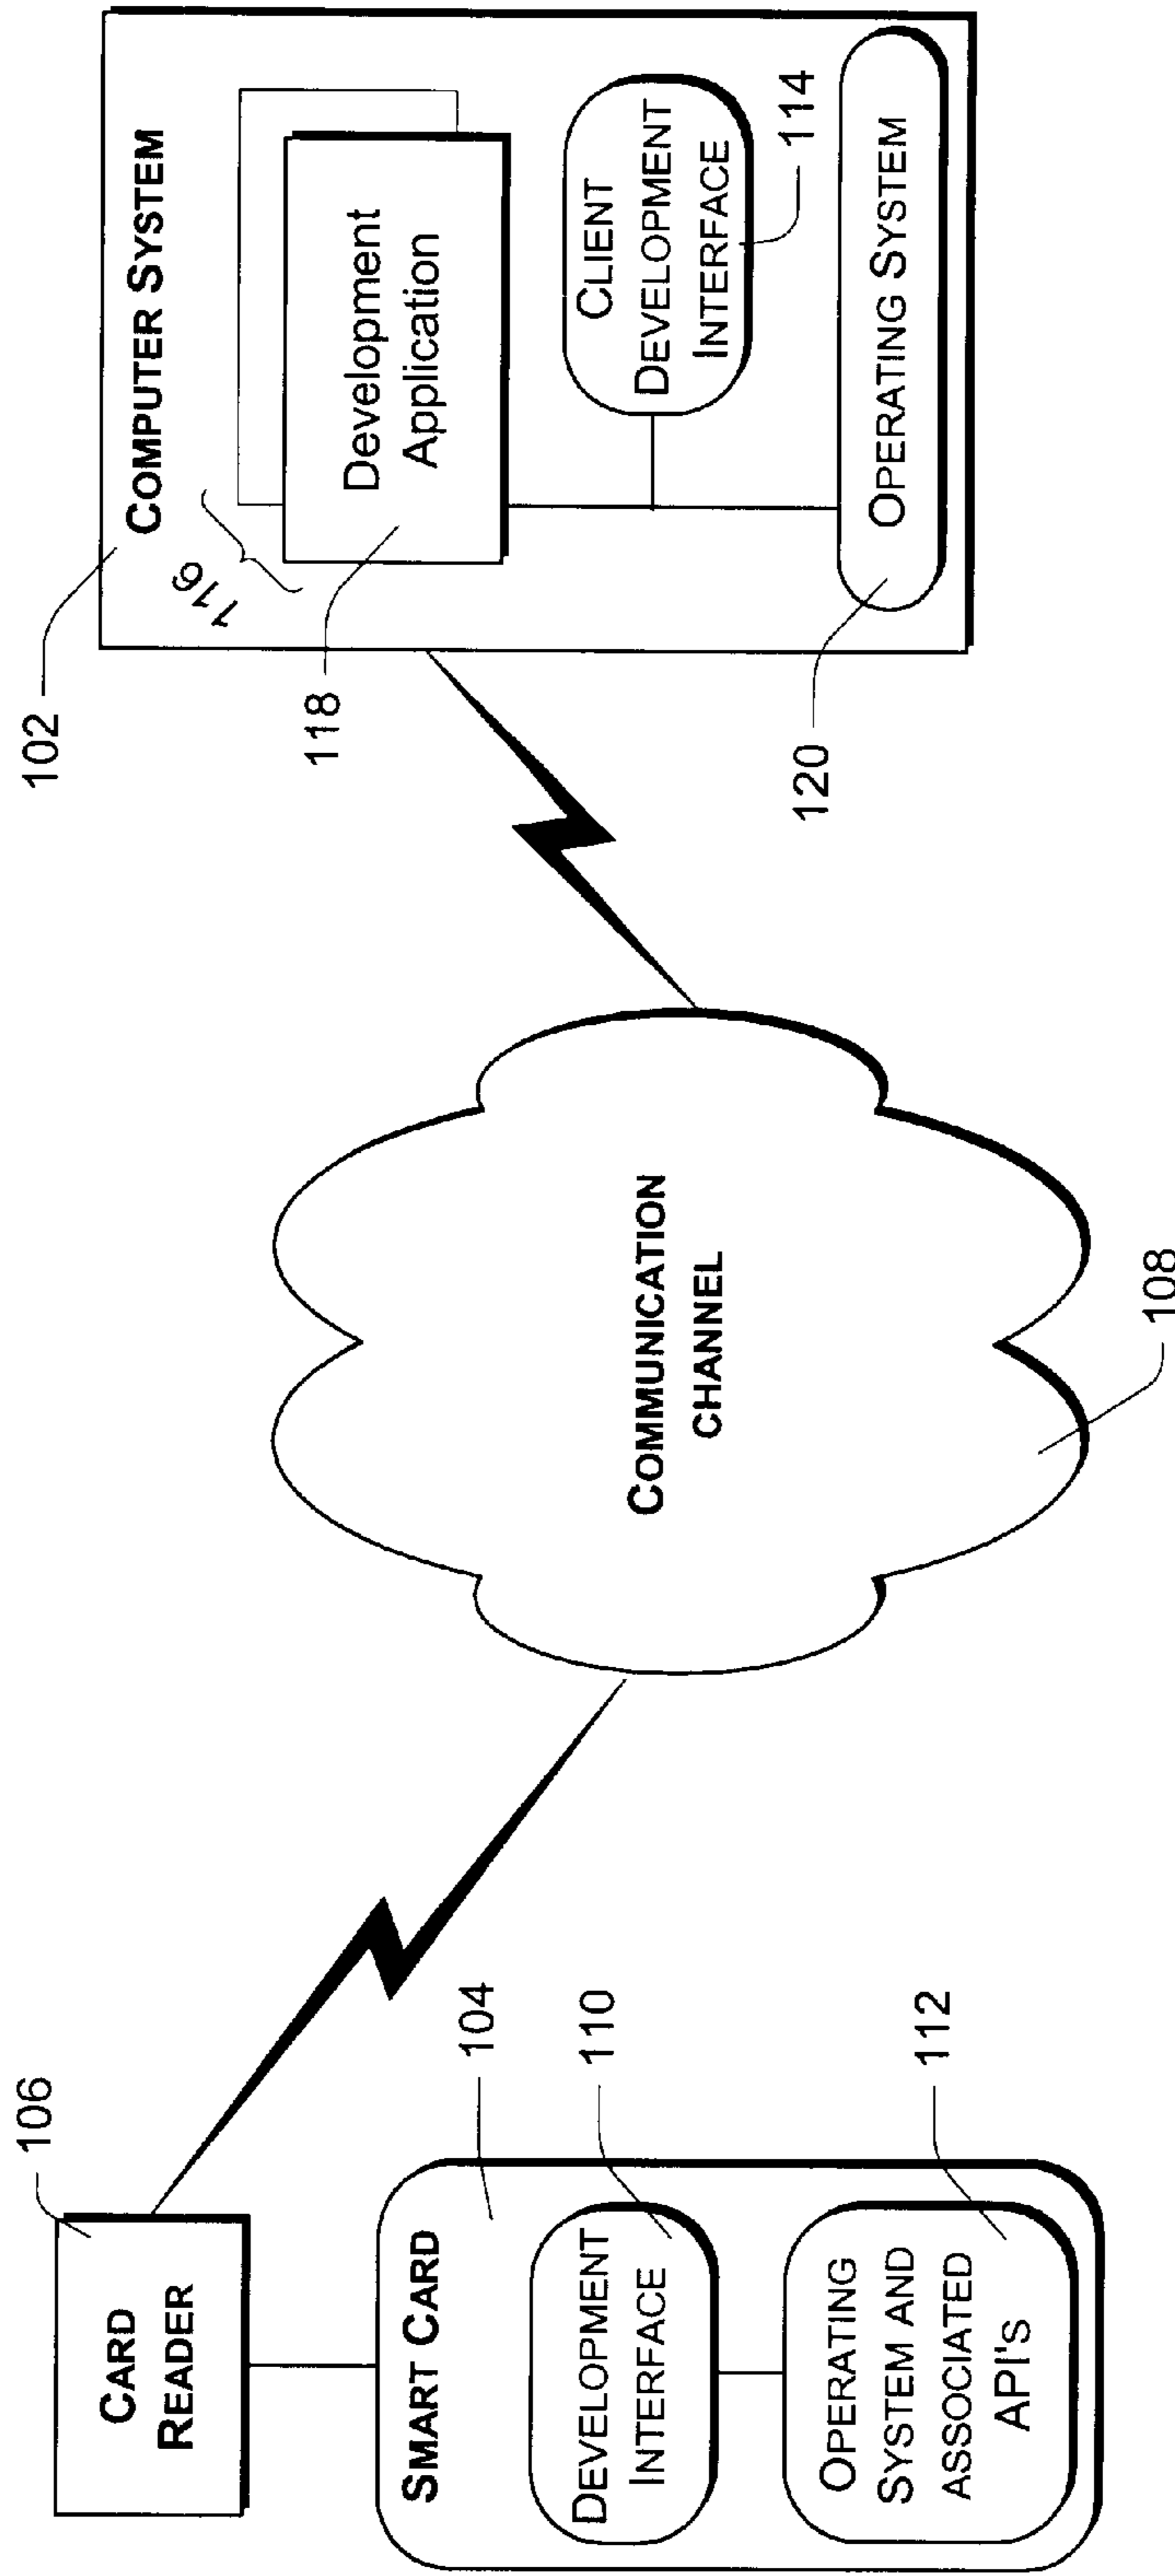 106
CARD
READER
SMART CARD
104
DEVELOPMENT
INTERFACE
110
OPERATING
SYSTEM AND
ASSOCIATED
API's
112
COMMUNICATION
CHANNEL
108
102
COMPUTER SYSTEM
116
Development
Application
118
CLIENT
DEVELOPMENT
INTERFACE
114
OPERATING SYSTEM
120